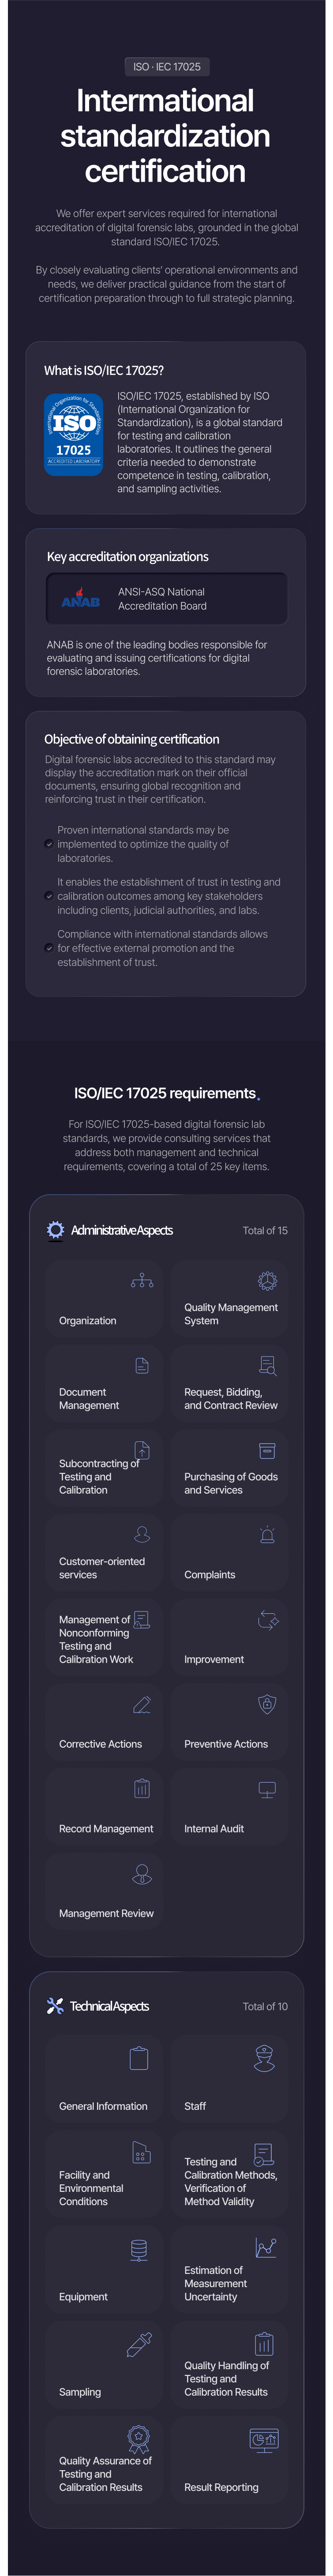 ISO · IEC 17025
Intermational
standardization
certification
We offer expert services required for international
accreditation of digital forensic labs, grounded in the global
standard ISO/IEC 17025.
By closely evaluating clients' operational environments and
needs, we deliver practical guidance from the start of
certification preparation through to full strategic planning.
What is ISO/IEC 17025?
International Organization for Standardization
ISO
17025
ACCREDITED LABORATORY
ISO/IEC 17025, established by ISO
(International Organization for
Standardization), is a global standard
for testing and calibration
laboratories. It outlines the general
criteria needed to demonstrate
competence in testing, calibration,
and sampling activities.
Key accreditation organizations
ANAB
ANSI-ASQ National
Accreditation Board
ANAB is one of the leading bodies responsible for
evaluating and issuing certifications for digital
forensic laboratories.
Objective of obtaining certification
Digital forensic labs accredited to this standard may
display the accreditation mark on their official
documents, ensuring global recognition and
reinforcing trust in their certification.
Proven international standards may be
implemented to optimize the quality of
laboratories.
It enables the establishment of trust in testing and
calibration outcomes among key stakeholders
including clients, judicial authorities, and labs.
Compliance with international standards allows
for effective external promotion and the
establishment of trust.
ISO/IEC 17025 requirements.
For ISO/IEC 17025-based digital forensic lab
standards, we provide consulting services that
address both management and technical
requirements, covering a total of 25 key items.
Administrative Aspects
Total of 15
Organization
Quality Management
System
Document
Management
Request, Bidding,
and Contract Review
Subcontracting of
Testing and
Calibration
Purchasing of Goods
and Services
Customer-oriented
services
Complaints
Management of
Nonconforming
Testing and
Calibration Work
Improvement
Corrective Actions
Preventive Actions
Record Management
Internal Audit
Management Review
Technical Aspects
Total of 10
General Information
Staff
Facility and
Environmental
Conditions
Testing and
Calibration Methods,
Verification of
Method Validity
Equipment
Estimation of
Measurement
Uncertainty
Sampling
Quality Handling of
Testing and
Calibration Results
Quality Assurance of
Testing and
Calibration Results
Result Reporting